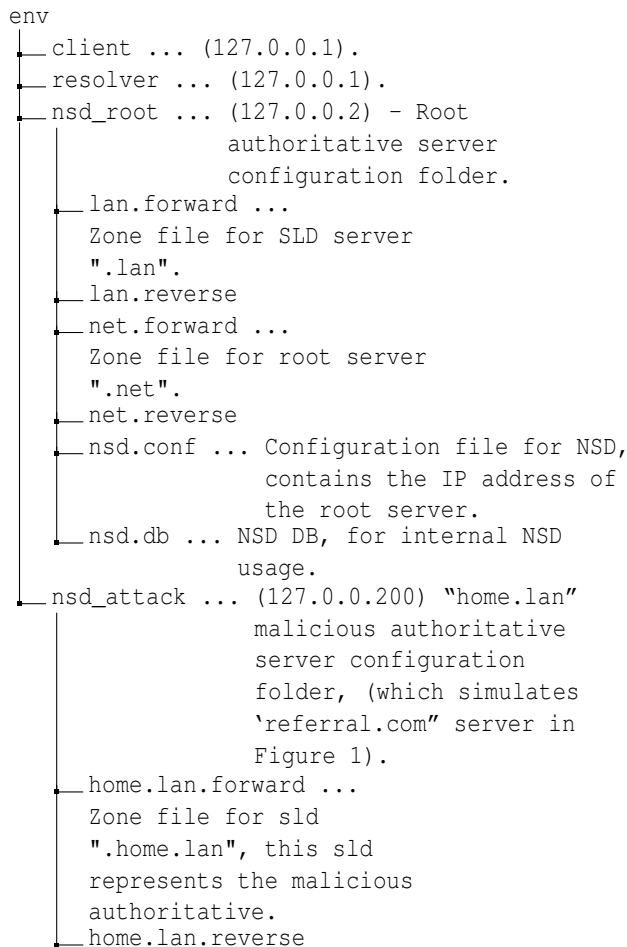 env
client ... (127.0.0.1).
resolver ... (127.0.0.1).
nsd_root ... (127.0.0.2) – Root
authoritative server
configuration folder.
lan.forward ...
Zone file for SLD server
".lan".
lan.reverse
net.forward ...
Zone file for root server
".net".
net.reverse
nsd.conf ... Configuration file for NSD,
contains the IP address of
the root server.
nsd.db ... NSD DB, for internal NSD
usage.
nsd_attack ... (127.0.0.200) “home.lan”
malicious authoritative
server configuration
folder, (which simulates
‘referral.com” server in
Figure 1).
home.lan.forward ...
Zone file for sld
".home.lan", this sld
represents the malicious
authoritative.
home.lan.reverse